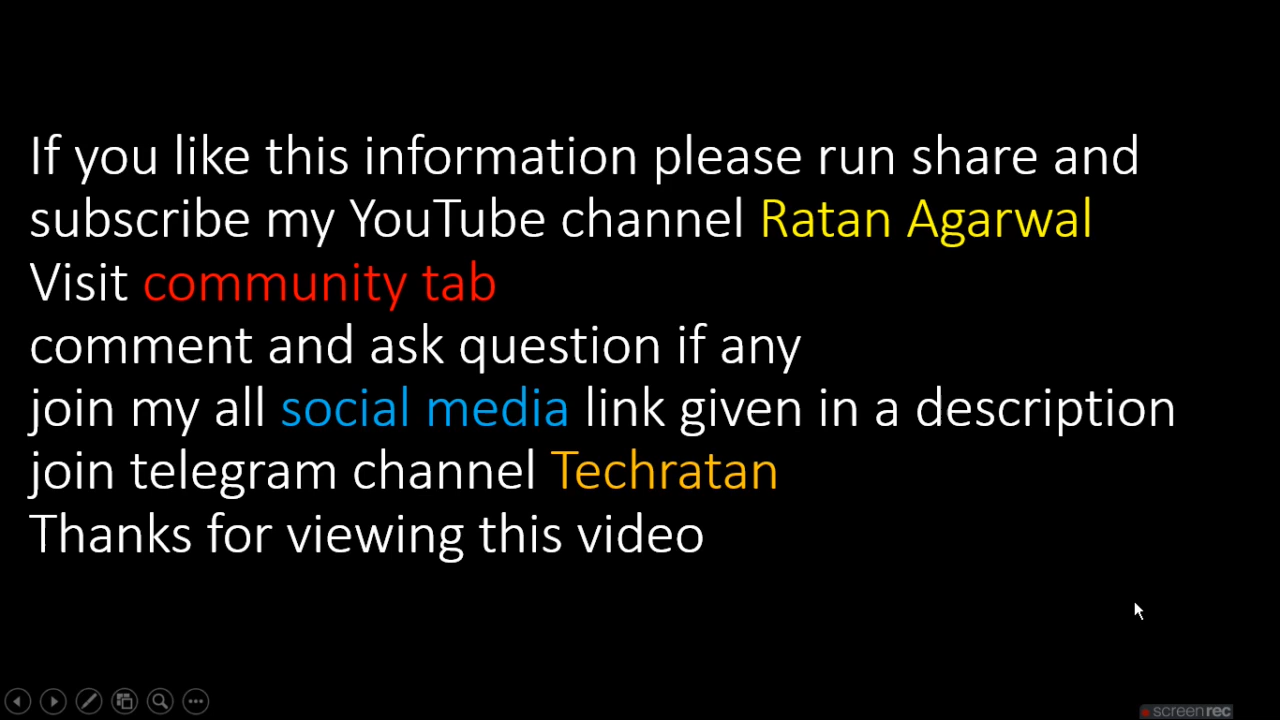 If you like this information please run share and
subscribe my YouTube channel Ratan Agarwal
Visit community tab
comment and ask question if any
join my all social media link given in a description
join telegram channel Techratan
Thanks for viewing this video
screenrec